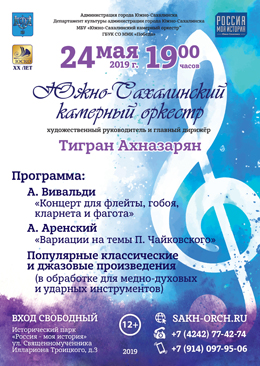 Администрация города Южно-Сахалинска
Департамент культуры администрации города Южно-Сахалинска
МБУ «Южно-Сахалинский камерный оркестр"
ГБУК СО ММК «Победа»
РОССИЯ
МОЯ ИСТОРИЯ
XX ЛЕТ
24 мая 19 00
2019 г. часов
Южно-Сахалинский
камерный оркестр
художественный руководитель и главный дирижёр
Тигран Ахназарян
Программа:
А. Вивальди
«Концерт для флейты, гобоя,
кларнета и фагота»
А. Аренский
«Вариации на темы П. Чайковского»
Популярные классические
и джазовые произведения
(в обработке для медно-духовых
и ударных инструментов)
ВХОД СВОБОДНЫЙ
Исторический парк
«Россия - моя история»
ул. Священномученника
Иллариона Троицкого, д.3
12+
2019
SAKH-ORCH.RU
+7 (4242) 77-42-74
+7 (914) 097-95-06